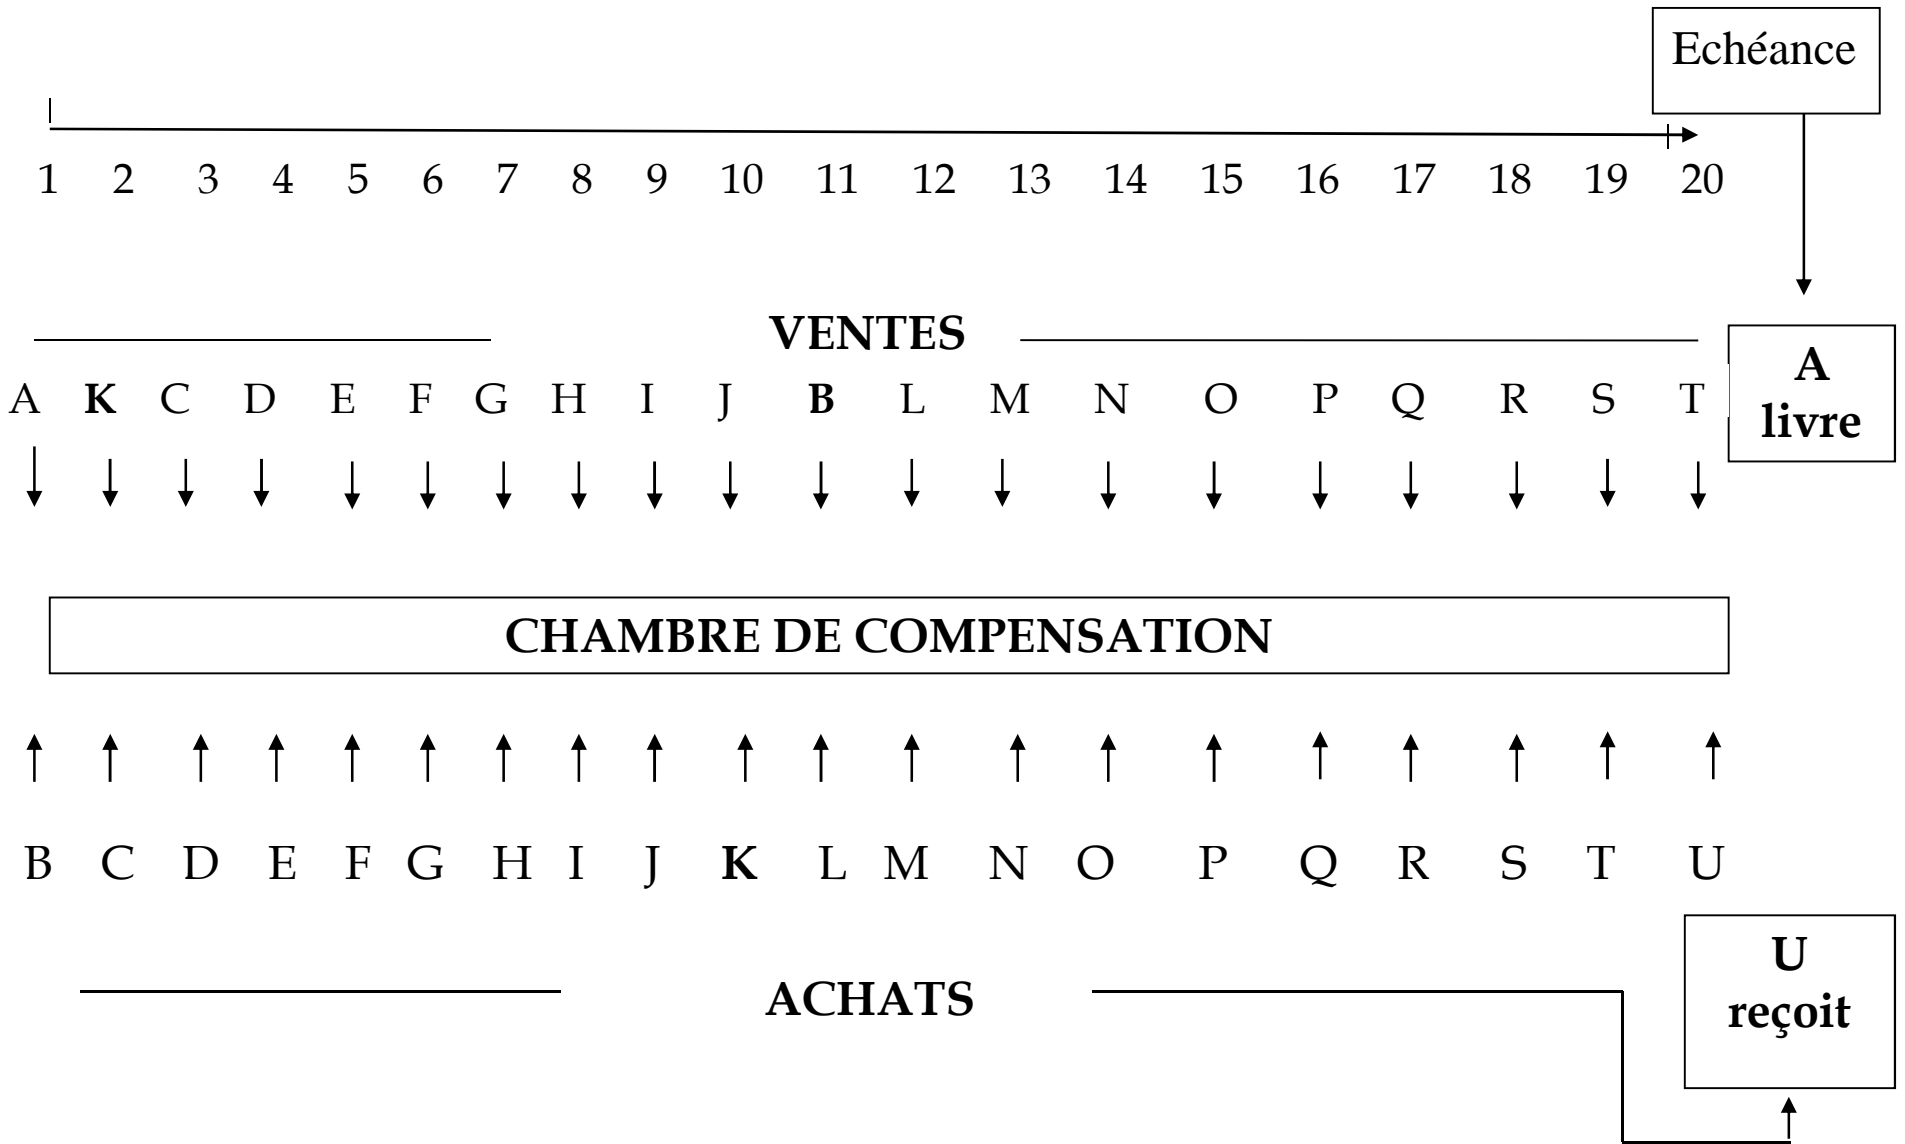 Echéance
1 2 3 4 5 6 7 8 9 10 11 12 13 14 15 16 17 18 19 20
VENTES
A K C D E F G H I J B L M N O P Q R S T
A
livre
CHAMBRE DE COMPENSATION
B C D E F G H I J K L M N O P Q R S T U
U
reçoit
ACHATS